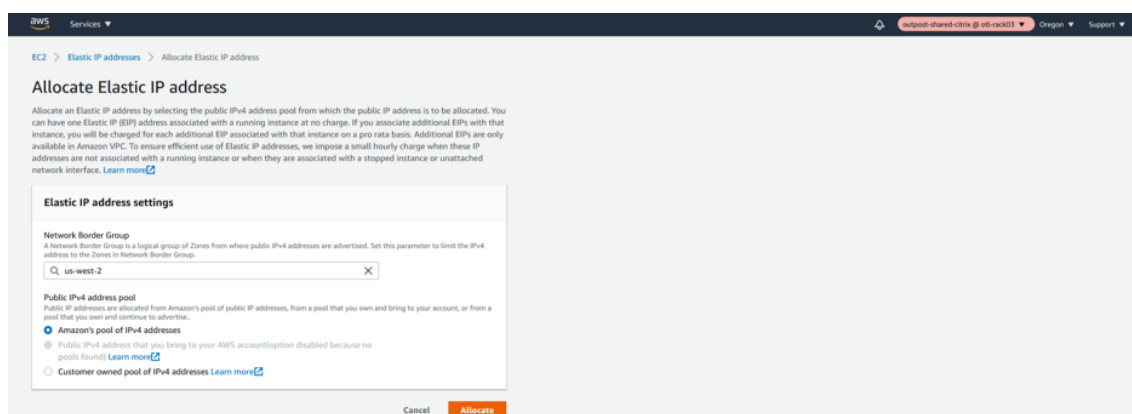 aws Services ▼ outpost-shared-citrix @ otl-rack03 ▼ Oregon ▼ Support ▼
EC2 > Elastic IP addresses > Allocate Elastic IP address
Allocate Elastic IP address
Allocate an Elastic IP address by selecting the public IPv4 address pool from which the public IP address is to be allocated. You
can have one Elastic IP (EIP) address associated with a running instance at no charge. If you associate additional EIPs with that
instance, you will be charged for each additional EIP associated with that instance on a pro rata basis. Additional EIPs are only
available in Amazon VPC. To ensure efficient use of Elastic IP addresses, we impose a small hourly charge when these IP
addresses are not associated with a running instance or when they are associated with a stopped instance or unattached
network interface. Learn more
Elastic IP address settings
Network Border Group
A Network Border Group is a logical group of Zones from where public IPv4 addresses are advertised. Set this parameter to limit the IPv4
address to the Zones in Network Border Group.
us-west-2
Public IPv4 address pool
Public IP addresses are allocated from Amazon's pool of public IP addresses, from a pool that you own and bring to your account, or from a
pool that you own and continue to advertise..
Amazon's pool of IPv4 addresses
Public IPv4 address that you bring to your AWS account(option disabled because no
pools found) Learn more
Customer owned pool of IPv4 addresses Learn more
Cancel Allocate